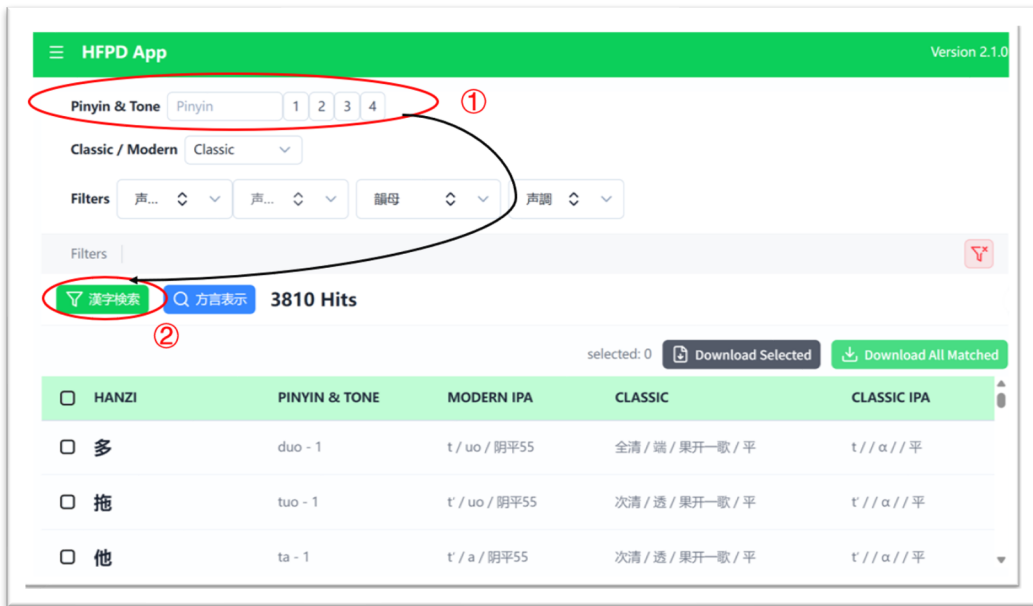 ☰ HFPD App Version 2.1.0
Pinyin & Tone Pinyin 1 2 3 4 ①
Classic / Modern Classic
Filters 声... 声... 韻母 声調
Filters
漢字検索 方言表示 3810 Hits
②
selected: 0 Download Selected Download All Matched
HANZI PINYIN & TONE MODERN IPA CLASSIC CLASSIC IPA
多 duo - 1 t / uo / 阴平55 全清 / 端 / 果开一歌 / 平 t / / ɑ / / 平
拖 tuo - 1 t‘ / uo / 阴平55 次清 / 透 / 果开一歌 / 平 t‘ / / ɑ / / 平
他 ta - 1 t‘ / a / 阴平55 次清 / 透 / 果开一歌 / 平 t‘ / / ɑ / / 平